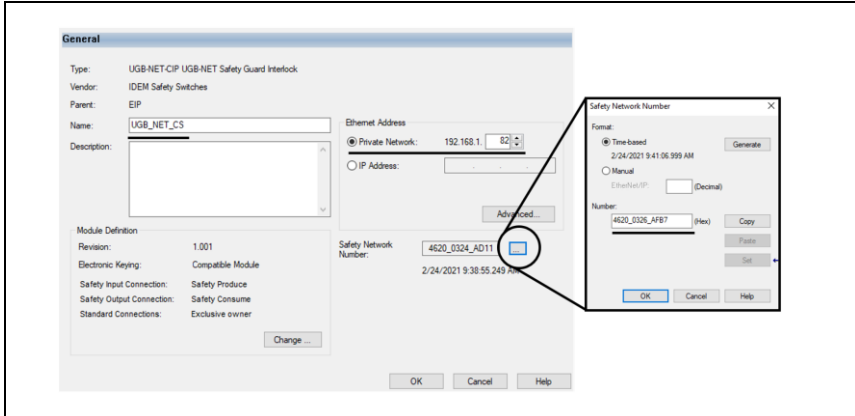 General
Type: UGB-NET-CIP UGB-NET Safety Guard Interlock
Vendor: IDEM Safety Switches
Parent: EIP
Name: UGB_NET_CS
Description:
Ethernet Address
Private Network: 192.168.1. 82
IP Address: . . .
Advanced...
Module Definition
Revision: 1.001
Electronic Keying: Compatible Module
Safety Input Connection: Safety Produce
Safety Output Connection: Safety Consume
Standard Connections: Exclusive owner
Change ...
Safety Network Number: 4620_0324_AD11 ...
2/24/2021 9:38:55.249 AM
OK Cancel Help
Safety Network Number
Format:
Time-based Generate
2/24/2021 9:41:06.999 AM
Manual
EtherNet/IP: (Decimal)
Number:
4620_0326_AFB7 (Hex) Copy
Paste
Set
OK Cancel Help